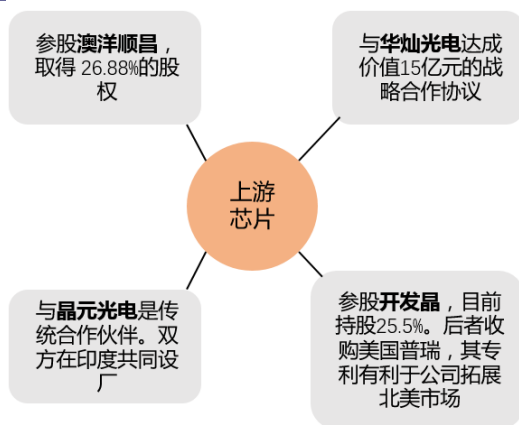 参股澳洋顺昌，
取得 26.88%的股
权
与华灿光电达成
价值15亿元的战
略合作协议
上游
芯片
与晶元光电是传
统合作伙伴。双
方在印度共同设
厂
参股开发晶，目前
持股25.5%。后者收
购美国普瑞，其专
利有利于公司拓展
北美市场